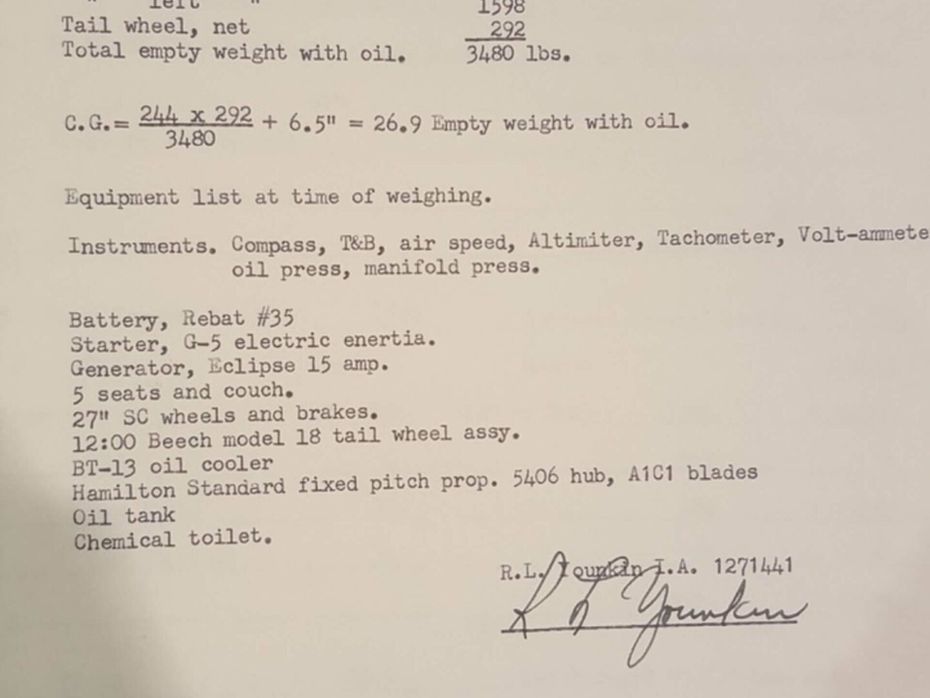 " left " 1598
Tail wheel, net 292
Total empty weight with oil. 3480 lbs.
C.G.= 244 x 292 + 6.5" = 26.9 Empty weight with oil.
3480
Equipment list at time of weighing.
Instruments. Compass, T&B, air speed, Altimiter, Tachometer, Volt-ammete
oil press, manifold press.
Battery, Rebat #35
Starter, G-5 electric enertia.
Generator, Eclipse 15 amp.
5 seats and couch.
27" SC wheels and brakes.
12:00 Beech model 18 tail wheel assy.
BT-13 oil cooler
Hamilton Standard fixed pitch prop. 5406 hub, A1C1 blades
Oil tank
Chemical toilet.
R.L. Younkin I.A. 1271441
R L Younkin